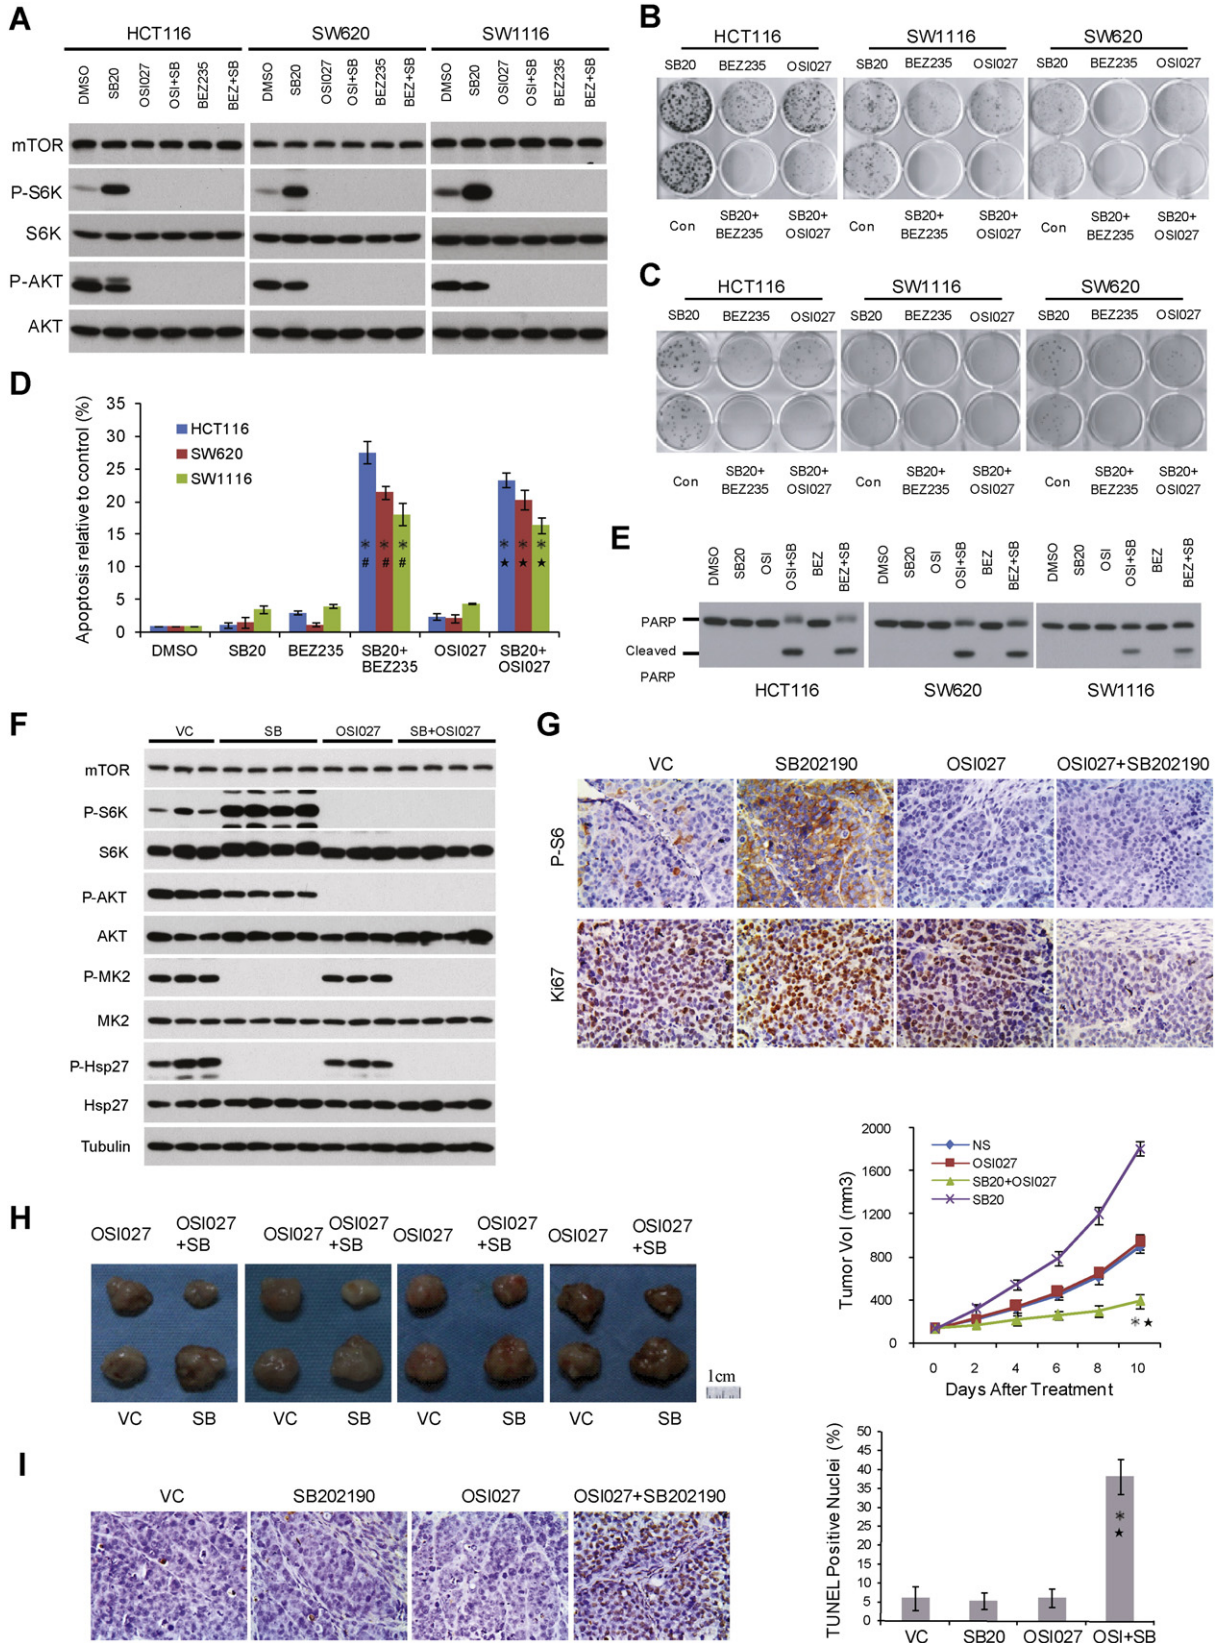 A
HCT116 SW620 SW1116
DMSO SB20 OSI027 OSI+SB BEZ235 BEZ+SB DMSO SB20 OSI027 OSI+SB BEZ235 BEZ+SB DMSO SB20 OSI027 OSI+SB BEZ235 BEZ+SB
mTOR
P-S6K
S6K
P-AKT
AKT
B
HCT116 SW1116 SW620
SB20 BEZ235 OSI027 SB20 BEZ235 OSI027 SB20 BEZ235 OSI027
Con SB20+ SB20+ Con SB20+ SB20+ Con SB20+ SB20+
BEZ235 OSI027 BEZ235 OSI027 BEZ235 OSI027
C
HCT116 SW1116 SW620
SB20 BEZ235 OSI027 SB20 BEZ235 OSI027 SB20 BEZ235 OSI027
Con SB20+ SB20+ Con SB20+ SB20+ Con SB20+ SB20+
BEZ235 OSI027 BEZ235 OSI027 BEZ235 OSI027
D
Apoptosis relative to control (%)
35
30
25
20
15
10
5
0
HCT116
SW620
SW1116
* * * * * *
# # # ★ ★ ★
DMSO SB20 BEZ235 SB20+ OSI027 SB20+
BEZ235 OSI027
E
DMSO SB20 OSI OSI+SB BEZ BEZ+SB DMSO SB20 OSI OSI+SB BEZ BEZ+SB DMSO SB20 OSI OSI+SB BEZ BEZ+SB
PARP
Cleaved
PARP
HCT116 SW620 SW1116
F
VC SB OSI027 SB+OSI027
mTOR
P-S6K
S6K
P-AKT
AKT
P-MK2
MK2
P-Hsp27
Hsp27
Tubulin
G
VC SB202190 OSI027 OSI027+SB202190
P-S6
Ki67
H
OSI027 OSI027 OSI027 OSI027 OSI027 OSI027 OSI027 OSI027
+SB +SB +SB +SB
VC SB VC SB VC SB VC SB
1cm
Tumor Vol (mm3)
2000
1600
1200
800
400
0
NS
OSI027
SB20+OSI027
SB20
* ★
0 2 4 6 8 10
Days After Treatment
I
VC SB202190 OSI027 OSI027+SB202190
TUNEL Positive Nuclei (%)
50
45
40
35
30
25
20
15
10
5
0
*
★
VC SB20 OSI027 OSI+SB